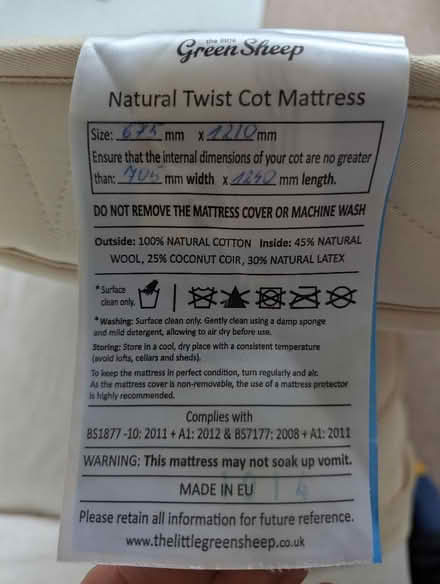 the little
Green Sheep
Natural Twist Cot Mattress
Size: 675 mm x 1210 mm
Ensure that the internal dimensions of your cot are no greater
than: 705 mm width x 1240 mm length.
DO NOT REMOVE THE MATTRESS COVER OR MACHINE WASH
Outside: 100% NATURAL COTTON Inside: 45% NATURAL
WOOL, 25% COCONUT COIR, 30% NATURAL LATEX
* Surface
clean only.
* Washing: Surface clean only. Gently clean using a damp sponge
and mild detergent, allowing to air dry before use.
Storing: Store in a cool, dry place with a consistent temperature
(avoid lofts, cellars and sheds).
To keep the mattress in perfect condition, turn regularly and air.
As the mattress cover is non-removable, the use of a mattress protector
is highly recommended.
Complies with
BS1877 -10: 2011 + A1: 2012 & BS7177: 2008 + A1: 2011
WARNING: This mattress may not soak up vomit.
MADE IN EU
Please retain all information for future reference.
www.thelittlegreensheep.co.uk